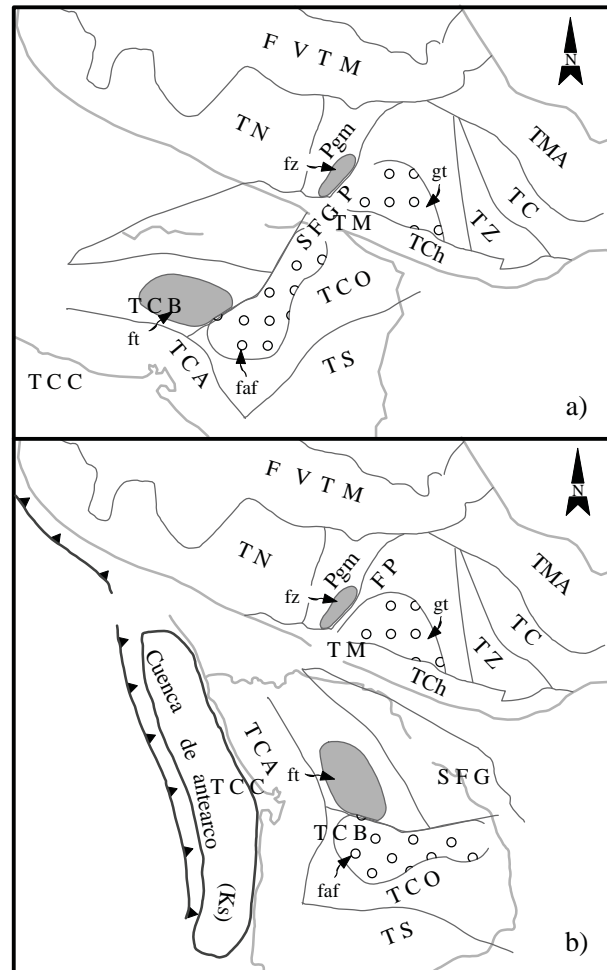 F V T M
N
T N
Pgm
TMA
fz
gt
T C
S F G P
T M
T Z
TCh
T C O
T C B
ft
T C A
T S
T C C
faf
a)
F V T M
N
T N
Pgm
F P
TMA
fz
gt
T C
T M
T Z
TCh
Cuenca de antearco (Ks)
T C A
ft
S F G
T C C
T C B
faf
T C O
T S
b)